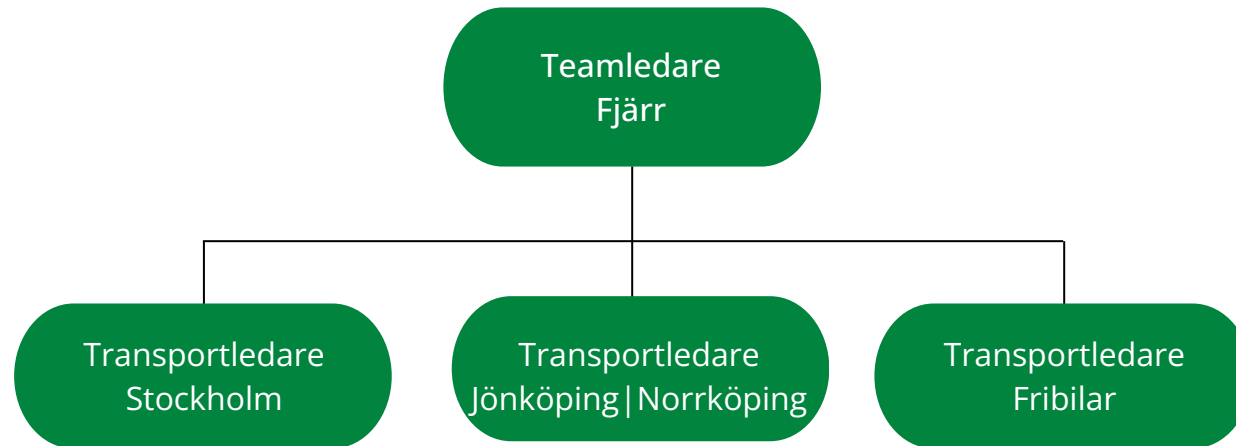 Teamledare
Fjärr
Transportledare
Stockholm
Transportledare
Jönköping|Norrköping
Transportledare
Fribilar